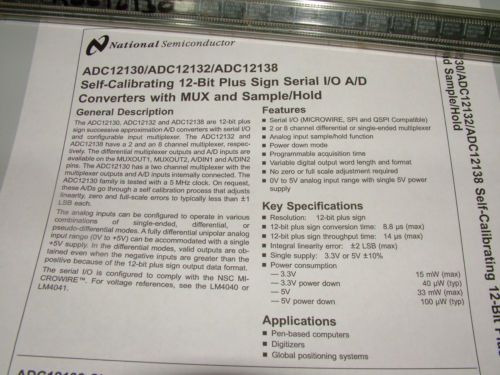 National Semiconductor
ADC12130/ADC12132/ADC12138
Self-Calibrating 12-Bit Plus Sign Serial I/O A/D
Converters with MUX and Sample/Hold
General Description
The ADC12130, ADC12132 and ADC12138 are 12-bit plus
sign successive approximation A/D converters with serial I/O
and configurable input multiplexer. The ADC12132 and
ADC12138 have a 2 and an 8 channel multiplexer, respec-
tively. The differential multiplexer outputs and A/D inputs are
available on the MUXOUT1, MUXOUT2, A/DIN1 and A/DIN2
pins. The ADC12130 has a two channel multiplexer with the
multiplexer outputs and A/D inputs internally connected. The
ADC12130 family is tested with a 5 MHz clock. On request,
these A/Ds go through a self calibration process that adjusts
linearity, zero and full-scale errors to typically less than ±1
LSB each.
The analog inputs can be configured to operate in various
combinations of single-ended, differential, or
pseudo-differential modes. A fully differential unipolar analog
input range (0V to +5V) can be accommodated with a single
+5V supply. In the differential modes, valid outputs are ob-
tained even when the negative inputs are greater than the
positive because of the 12-bit plus sign output data format.
The serial I/O is configured to comply with the NSC MI-
CROWIRE™. For voltage references, see the LM4040 or
LM4041.
Features
■ Serial I/O (MICROWIRE, SPI and QSPI Compatible)
■ 2 or 8 channel differential or single-ended multiplexer
■ Analog input sample/hold function
■ Power down mode
■ Programmable acquisition time
■ Variable digital output word length and format
■ No zero or full scale adjustment required
■ 0V to 5V analog input range with single 5V power
supply
Key Specifications
■ Resolution: 12-bit plus sign
■ 12-bit plus sign conversion time: 8.8 µs (max)
■ 12-bit plus sign throughput time: 14 µs (max)
■ Integral linearity error: ±2 LSB (max)
■ Single supply: 3.3V or 5V ±10%
■ Power consumption
— 3.3V 15 mW (max)
— 3.3V power down 40 µW (typ)
— 5V 33 mW (max)
— 5V power down 100 µW (typ)
Applications
■ Pen-based computers
■ Digitizers
■ Global positioning systems
130/ADC12132/ADC12138 Self-Calibrating 12-Bit
and Sample/Hold